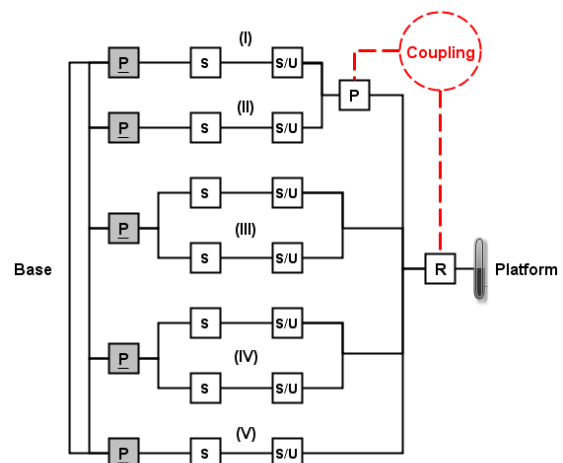 (I)
P S S/U
P
Coupling
(II)
P S S/U
P S S/U
(III)
S S/U
R
Base
Platform
S S/U
P
(IV)
S S/U
(V)
P S S/U